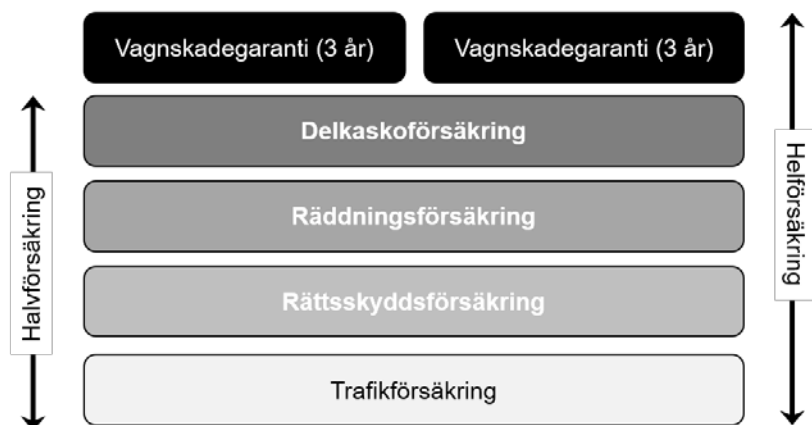 Vagnskadegaranti (3 år)
Vagnskadegaranti (3 år)
Delkaskoförsäkring
Räddningsförsäkring
Rättsskyddsförsäkring
Trafikförsäkring
Halvförsäkring
Helförsäkring